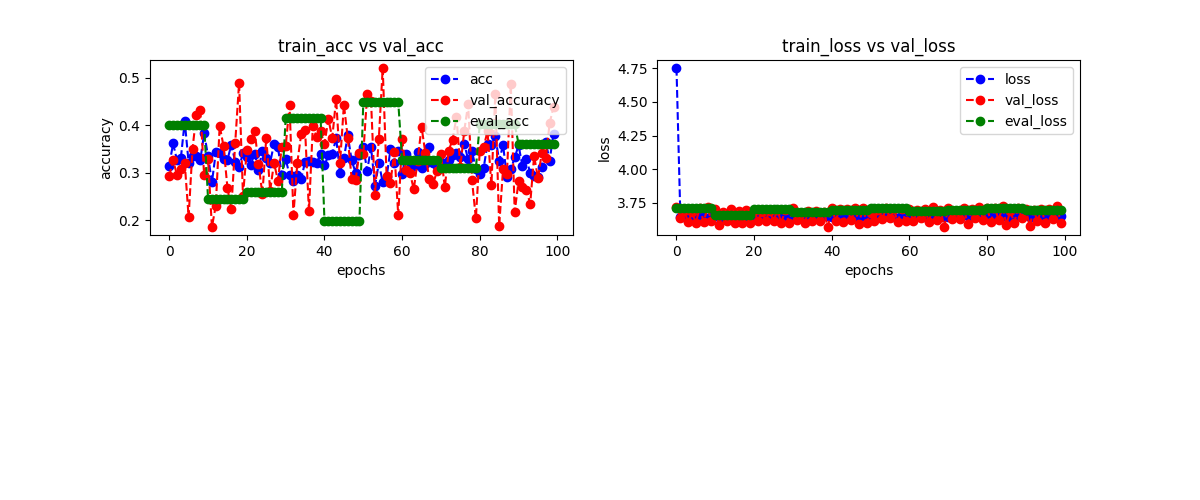 train_acc vs val_acc
accuracy
0.5
0.4
0.3
0.2
acc
val_accuracy
eval_acc
0 20 40 60 80 100
epochs
train_loss vs val_loss
loss
4.75
4.50
4.25
4.00
3.75
loss
val_loss
eval_loss
0 20 40 60 80 100
epochs